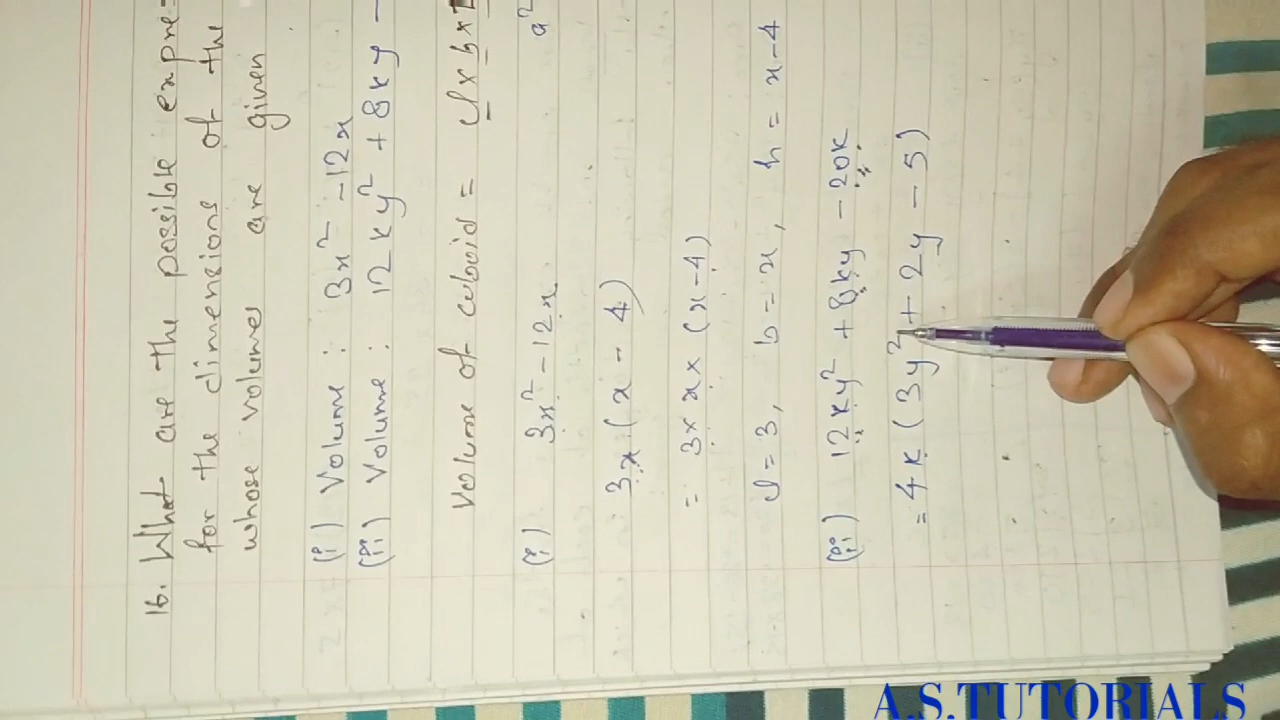 16. What are the possible expre-
for the dimensions of the
whose volumes are given
(i) Volume : 3x² - 12x
(ii) Volume : 12ky² + 8ky -
Volume of cuboid = l x b x
(i) 3x² - 12x
a²
3x (x - 4)
= 3 x x x (x - 4)
l = 3, b = x, h = x - 4
(ii) 12ky² + 8ky - 20k
= 4k (3y² + 2y - 5)
A.S.TUTORIALS